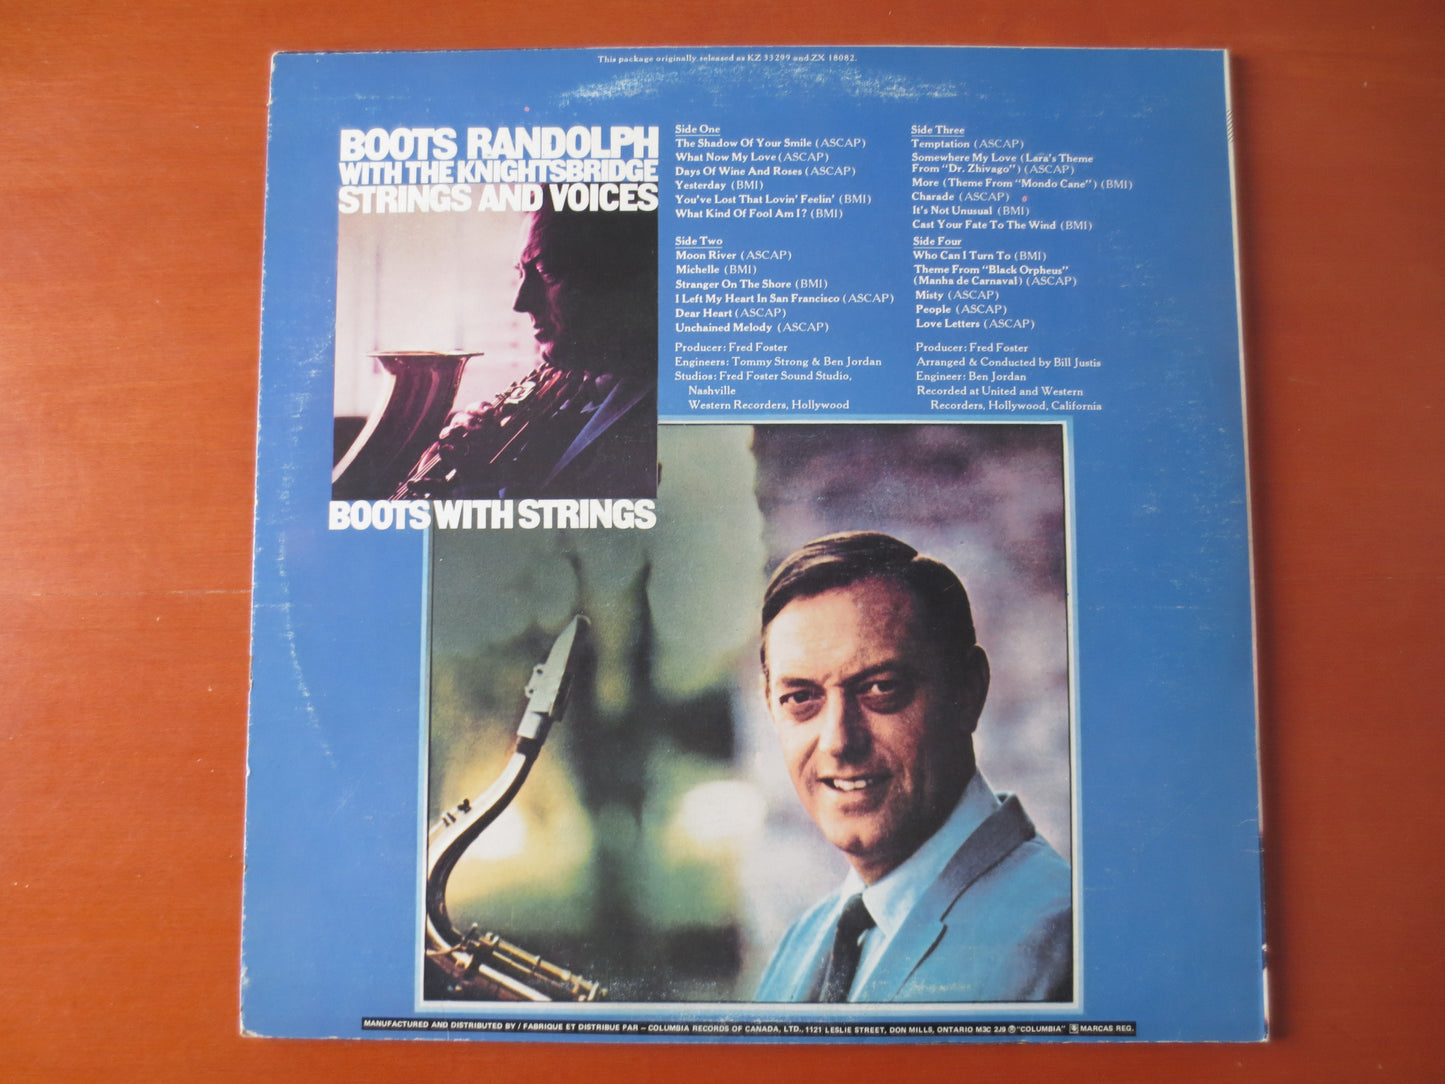 This package originally released as KZ 33299 and ZX 18082.
BOOTS RANDOLPH
WITH THE KNIGHTSBRIDGE
STRINGS AND VOICES
BOOTS WITH STRINGS
Side One
The Shadow Of Your Smile (ASCAP)
What Now My Love (ASCAP)
Days Of Wine And Roses (ASCAP)
Yesterday (BMI)
You've Lost That Lovin' Feelin' (BMI)
What Kind Of Fool Am I? (BMI)
Side Two
Moon River (ASCAP)
Michelle (BMI)
Stranger On The Shore (BMI)
I Left My Heart In San Francisco (ASCAP)
Dear Heart (ASCAP)
Unchained Melody (ASCAP)
Producer: Fred Foster
Engineers: Tommy Strong & Ben Jordan
Studios: Fred Foster Sound Studio,
Nashville
Western Recorders, Hollywood
Side Three
Temptation (ASCAP)
Somewhere My Love (Lara's Theme
From "Dr. Zhivago") (ASCAP)
More (Theme From "Mondo Cane") (BMI)
Charade (ASCAP)
It's Not Unusual (BMI)
Cast Your Fate To The Wind (BMI)
Side Four
Who Can I Turn To (BMI)
Theme From "Black Orpheus"
(Manha de Carnaval) (ASCAP)
Misty (ASCAP)
People (ASCAP)
Love Letters (ASCAP)
Producer: Fred Foster
Arranged & Conducted by Bill Justis
Engineer: Ben Jordan
Recorded at United and Western
Recorders, Hollywood, California
MANUFACTURED AND DISTRIBUTED BY / FABRIQUE ET DISTRIBUE PAR – COLUMBIA RECORDS OF CANADA, LTD., 1121 LESLIE STREET, DON MILLS, ONTARIO M3C 2J9 ® "COLUMBIA" MARCAS REG.